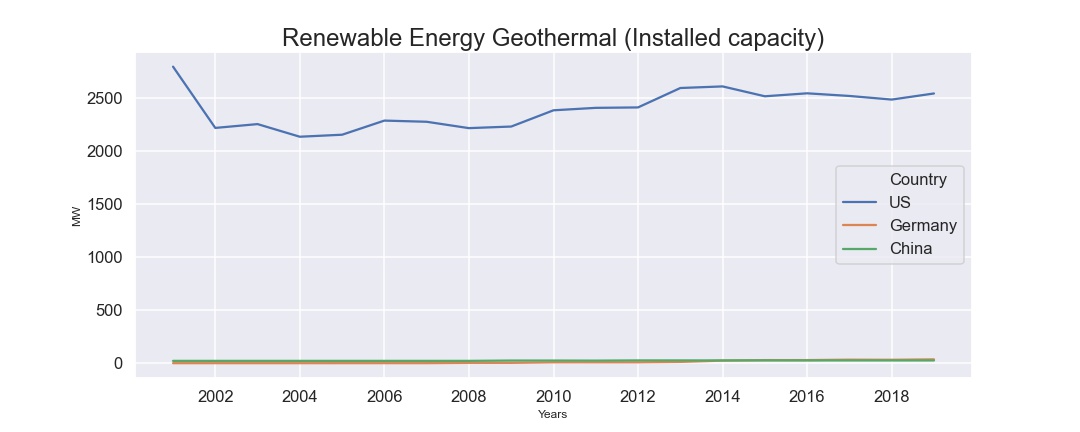 Renewable Energy Geothermal (Installed capacity)
MW
2500
2000
1500
1000
500
0
Country
US
Germany
China
2002 2004 2006 2008 2010 2012 2014 2016 2018
Years